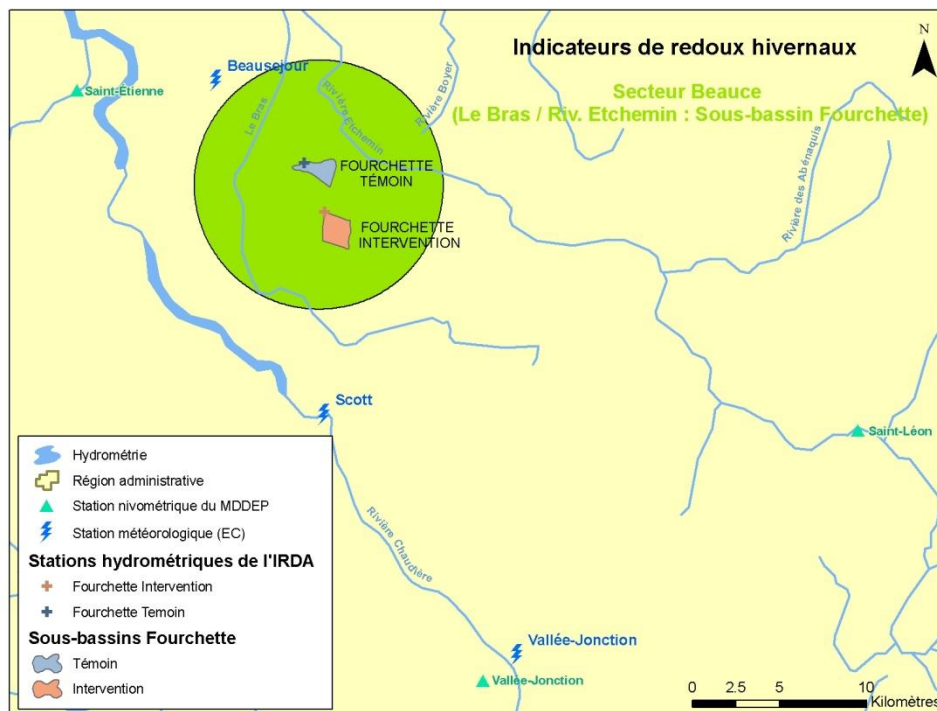 Indicateurs de redoux hivernaux
N
Secteur Beauce
(Le Bras / Riv. Etchemin : Sous-bassin Fourchette)
Beausejour
Saint-Étienne
Le Bras
Rivière Etchemin
Rivière Boyer
Rivière des Abénaquis
FOURCHETTE
TÉMOIN
FOURCHETTE
INTERVENTION
Scott
Saint-Léon
Rivière Chaudière
Vallée-Jonction
Vallée-Jonction
Hydrométrie
Région administrative
Station nivométrique du MDDEP
Station météorologique (EC)
Stations hydrométriques de l'IRDA
Fourchette Intervention
Fourchette Temoin
Sous-bassins Fourchette
Témoin
Intervention
0 2.5 5 10
Kilomètres